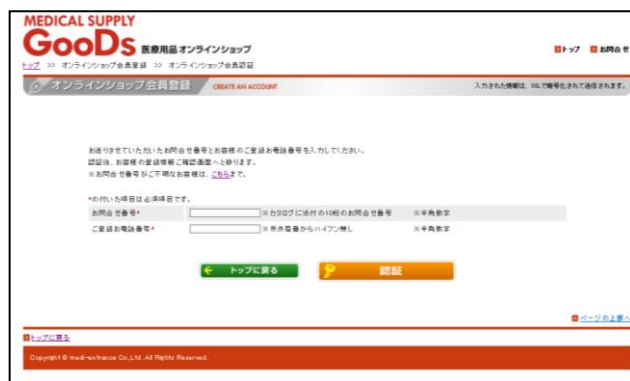 MEDICAL SUPPLY
GooDs 医療用品オンラインショップ
トップ お問合せ
トップ >> オンラインショップ会員登録 >> オンラインショップ会員認証
オンラインショップ会員登録 CREATE AN ACCOUNT 入力された情報は、SSLで暗号化されて送信されます。
お送りさせていただいたお問合せ番号とお客様のご登録お電話番号を入力してください。
認証後、お客様の登録情報ご確認画面へと移ります。
※お問合せ番号がご不明なお客様は、こちらまで。
*の付いた項目は必須項目です。
お問合せ番号* ※カタログに添付の10桁のお問合せ番号 ※半角数字
ご登録お電話番号* ※市外局番からハイフン無し ※半角数字
トップに戻る 認証
ページの上部へ
トップに戻る
Copyright © medi-entrance Co,Ltd. All Rights Reserved.